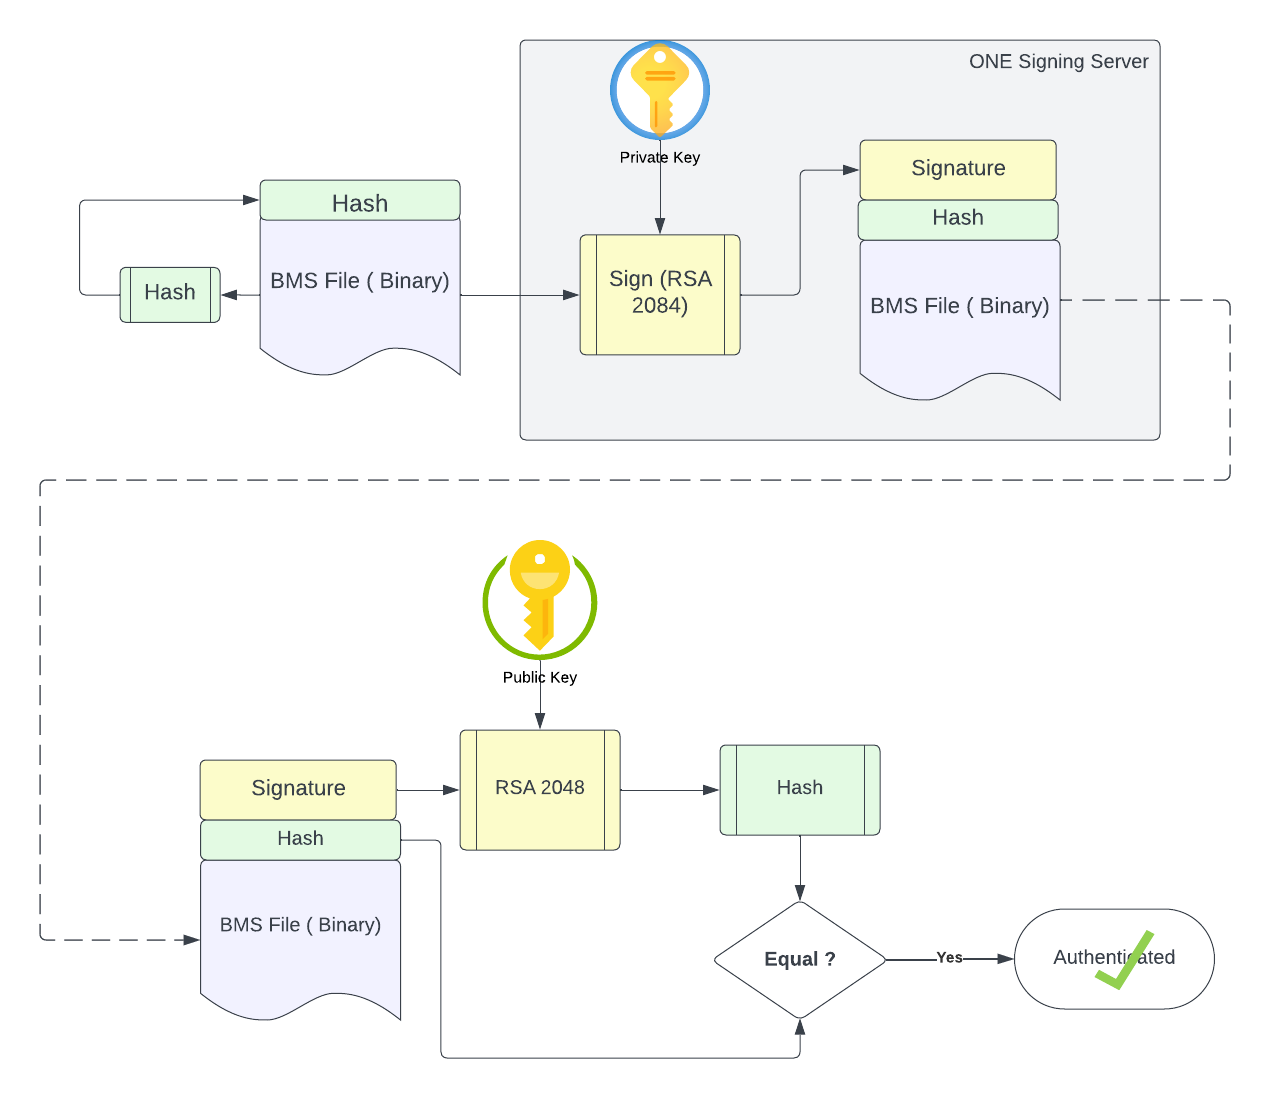 ONE Signing Server
Private Key
Signature
Hash
Hash
Hash
Sign (RSA
2084)
BMS File ( Binary)
BMS File ( Binary)
Public Key
Signature
RSA 2048
Hash
Hash
BMS File ( Binary)
Equal ?
Yes
Authenticated